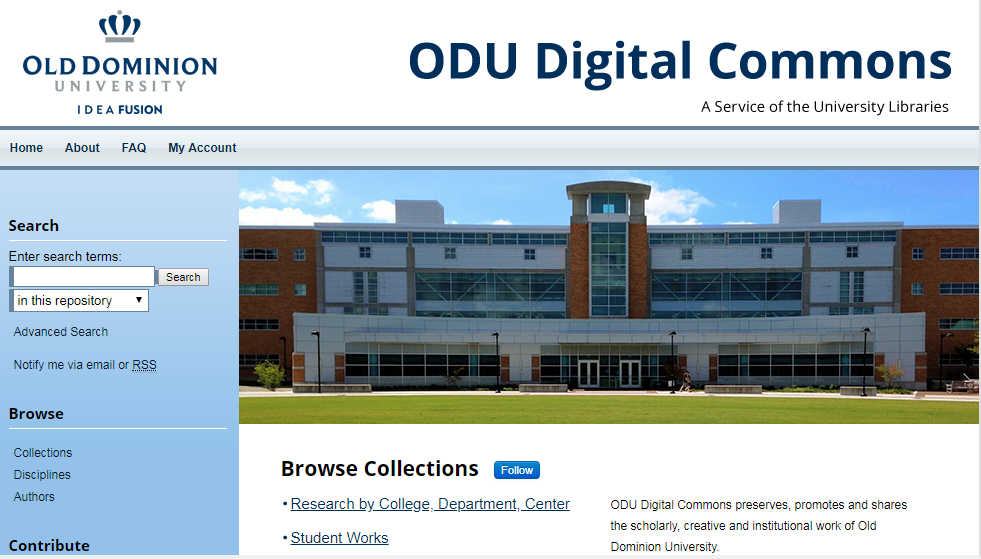 OLD DOMINION
UNIVERSITY
IDEA FUSION
ODU Digital Commons
A Service of the University Libraries
Home About FAQ My Account
Search
Enter search terms:
Search
in this repository
Advanced Search
Notify me via email or RSS
Browse
Collections
Disciplines
Authors
Contribute
Browse Collections Follow
• Research by College, Department, Center
• Student Works
ODU Digital Commons preserves, promotes and shares
the scholarly, creative and institutional work of Old
Dominion University.